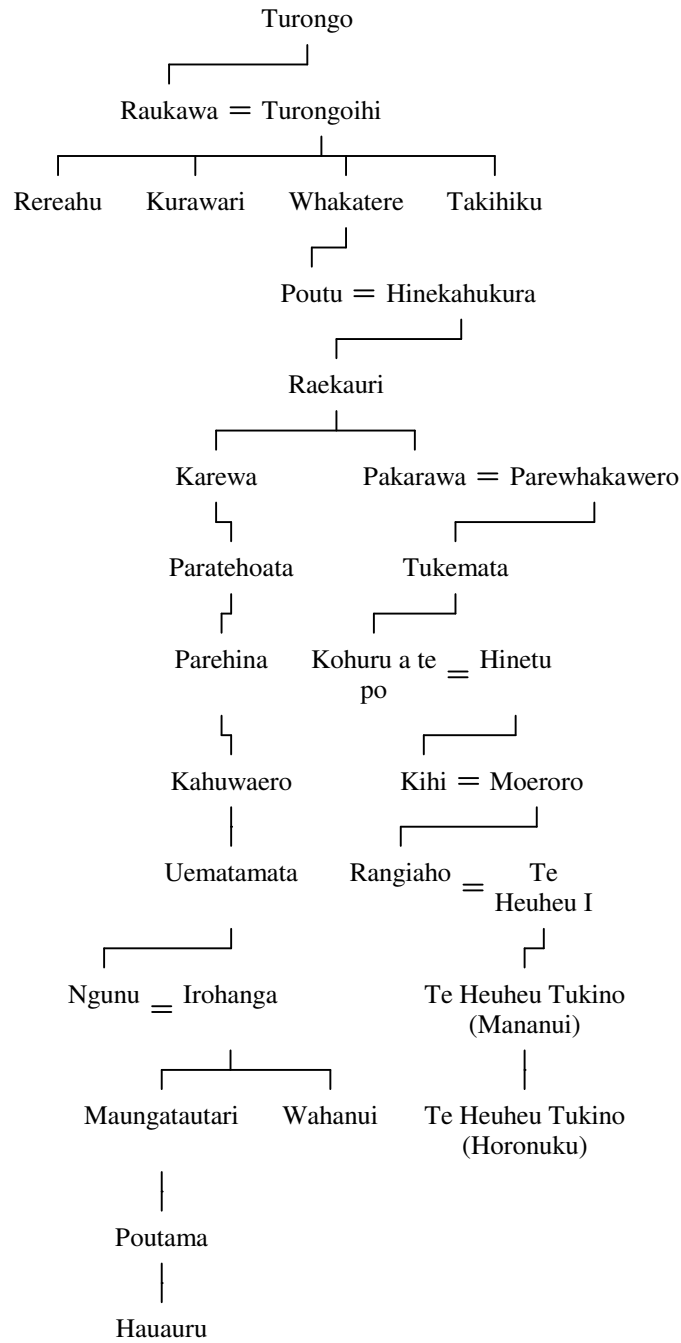 Turongo
Raukawa = Turongoihi
Rereahu Kurawari Whakatere Takihiku
Poutu = Hinekahukura
Raekauri
Karewa Pakarawa = Parewhakawero
Paratehoata Tukemata
Parehina Kohuru a te po = Hinetu
Kahuwaero Kihi = Moeroro
Uematamata Rangiaho = Te Heuheu I
Ngunu = Irohanga Te Heuheu Tukino
(Mananui)
Maungatautari Wahanui Te Heuheu Tukino
(Horonuku)
Poutama
Hauauru